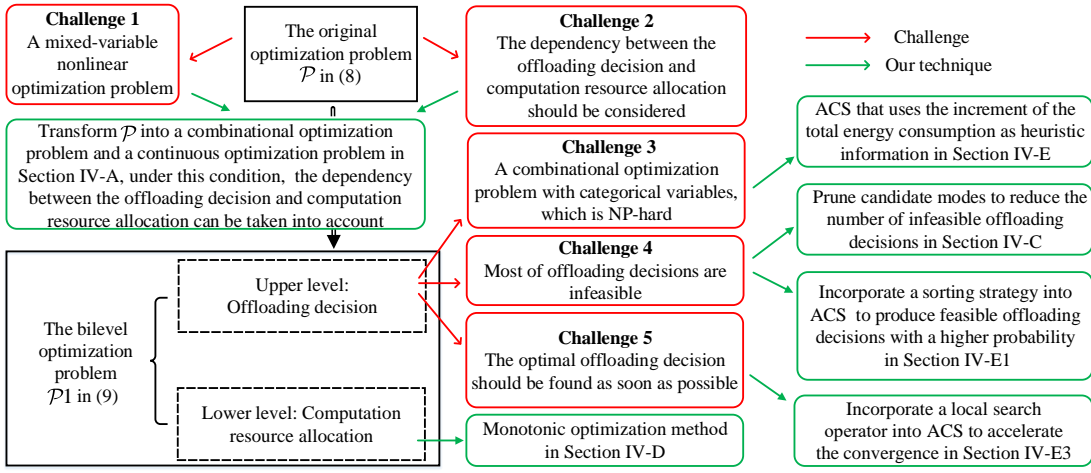 Challenge 1
A mixed-variable
nonlinear
optimization problem
The original
optimization problem
𝒫 in (8)
Challenge 2
The dependency between the
offloading decision and
computation resource allocation
should be considered
Challenge
Our technique
Transform 𝒫 into a combinational optimization
problem and a continuous optimization problem in
Section IV-A, under this condition, the dependency
between the offloading decision and computation
resource allocation can be taken into account
Challenge 3
A combinational optimization
problem with categorical variables,
which is NP-hard
ACS that uses the increment of the
total energy consumption as heuristic
information in Section IV-E
Prune candidate modes to reduce the
number of infeasible offloading
decisions in Section IV-C
Challenge 4
Most of offloading decisions are
infeasible
Upper level:
Offloading decision
The bilevel
optimization
problem
𝒫1 in (9)
Incorporate a sorting strategy into
ACS to produce feasible offloading
decisions with a higher probability
in Section IV-E1
Challenge 5
The optimal offloading decision
should be found as soon as possible
Lower level: Computation
resource allocation
Monotonic optimization method
in Section IV-D
Incorporate a local search
operator into ACS to accelerate
the convergence in Section IV-E3